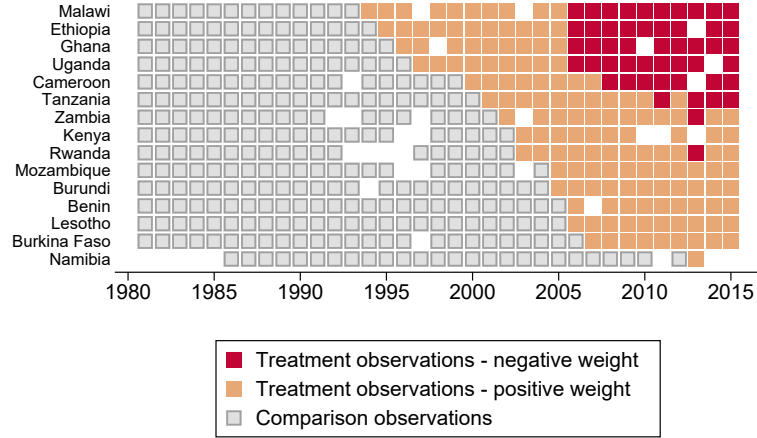 Malawi
Ethiopia
Ghana
Uganda
Cameroon
Tanzania
Zambia
Kenya
Rwanda
Mozambique
Burundi
Benin
Lesotho
Burkina Faso
Namibia
1980 1985 1990 1995 2000 2005 2010 2015
Treatment observations - negative weight
Treatment observations - positive weight
Comparison observations